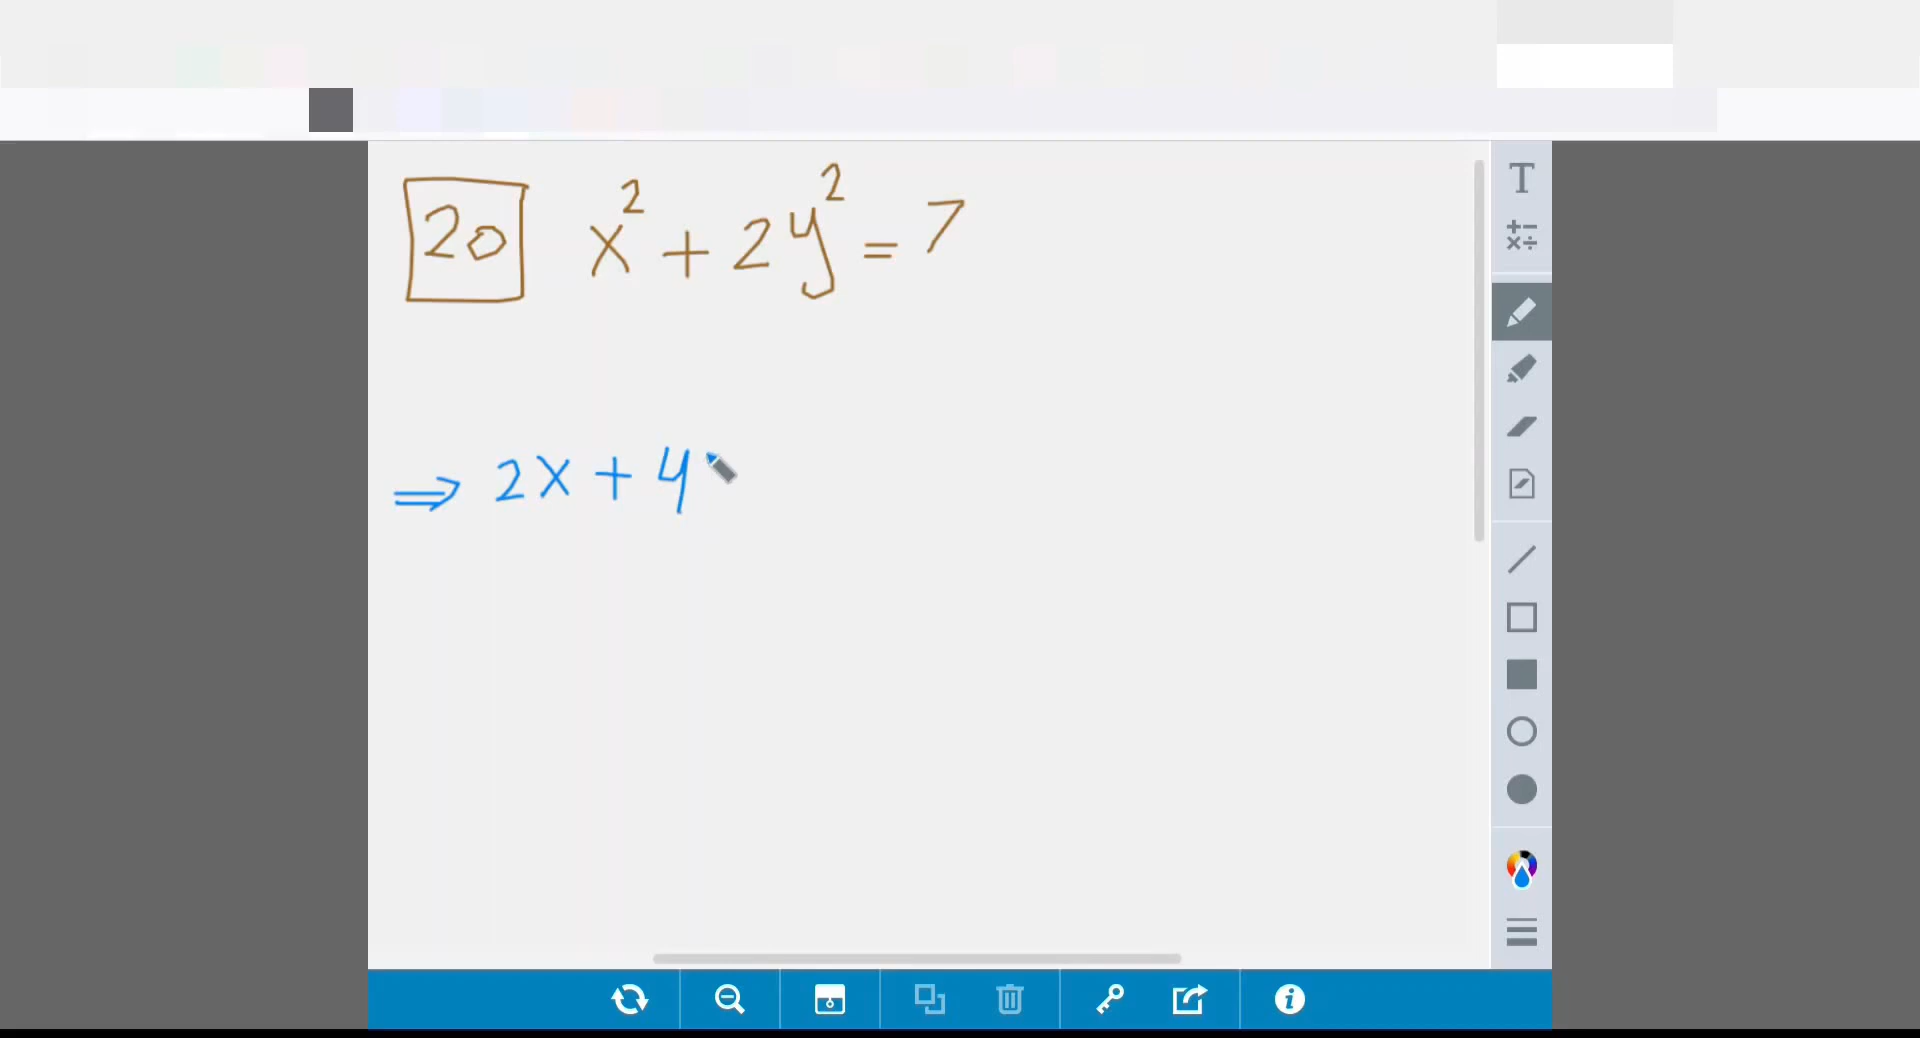 20 x² + 2y² = 7
⇒ 2x + 4
T